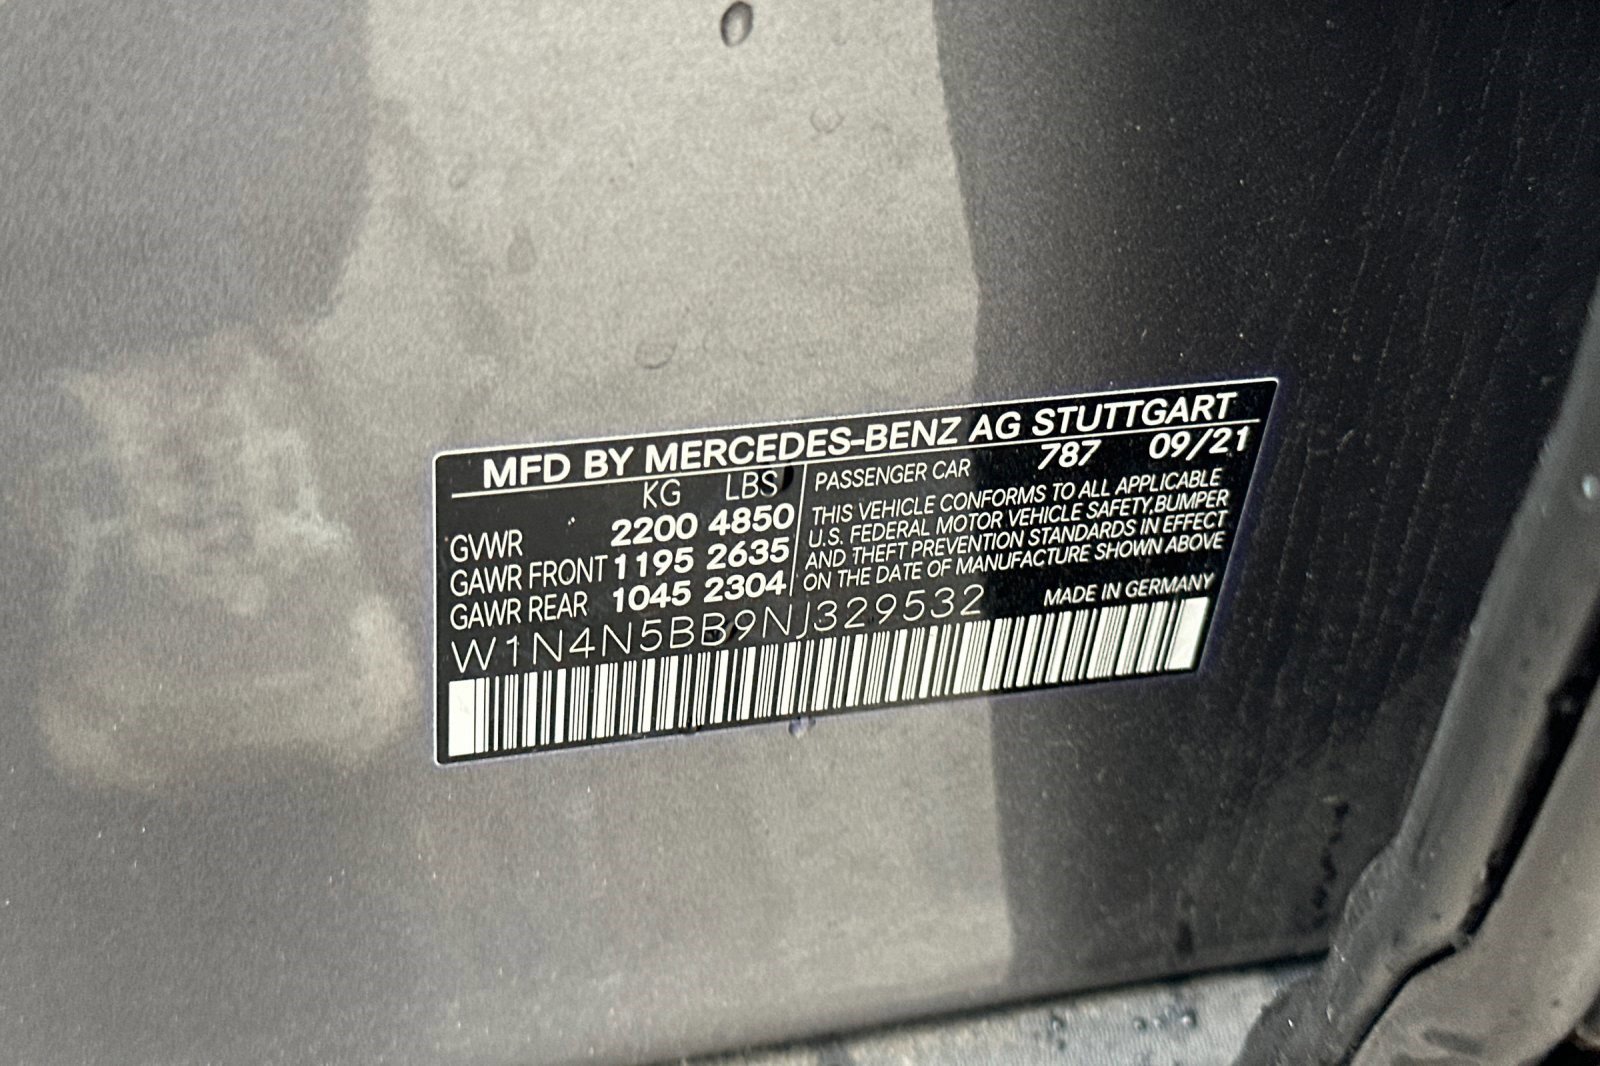 MFD BY MERCEDES-BENZ AG STUTTGART
KG LBS
GVWR 2200 4850
GAWR FRONT 1195 2635
GAWR REAR 1045 2304
PASSENGER CAR 787 09/21
THIS VEHICLE CONFORMS TO ALL APPLICABLE
U.S. FEDERAL MOTOR VEHICLE SAFETY,BUMPER
AND THEFT PREVENTION STANDARDS IN EFFECT
ON THE DATE OF MANUFACTURE SHOWN ABOVE
W1N4N5BB9NJ329532
MADE IN GERMANY